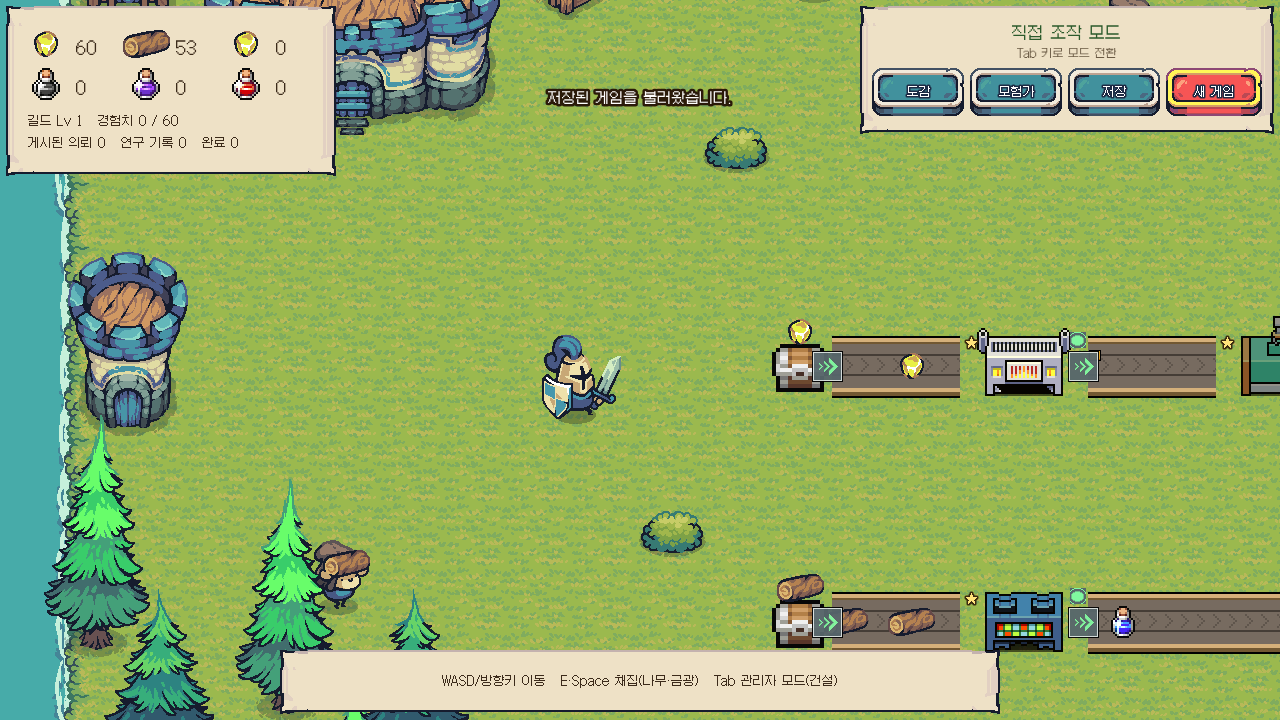 60 53 0
0 0 0
길드 Lv 1 경험치 0 / 60
게시된 의뢰 0 연구 기록 0 완료 0
저장된 게임을 불러왔습니다.
직접 조작 모드
Tab 키로 모드 전환
도감 모험가 저장 새 게임
WASD/방향키 이동 E·Space 채집(나무·금광) Tab 관리자 모드(건설)